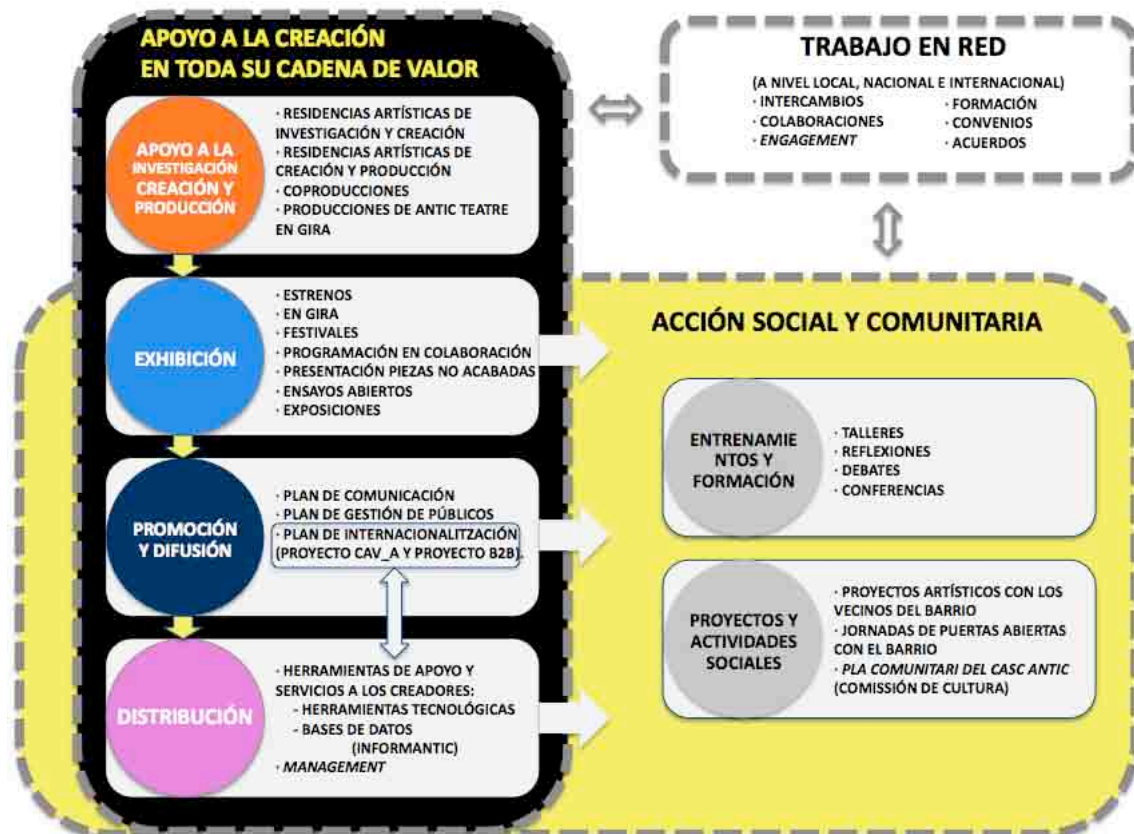 APOYO A LA CREACIÓN
EN TODA SU CADENA DE VALOR
APOYO A LA
INVESTIGACIÓN
CREACIÓN Y
PRODUCCIÓN
· RESIDENCIAS ARTÍSTICAS DE
INVESTIGACIÓN Y CREACIÓN
· RESIDENCIAS ARTÍSTICAS DE
CREACIÓN Y PRODUCCIÓN
· COPRODUCCIONES
· PRODUCCIONES DE ANTIC TEATRE
EN GIRA
EXHIBICIÓN
· ESTRENOS
· EN GIRA
· FESTIVALES
· PROGRAMACIÓN EN COLABORACIÓN
· PRESENTACIÓN PIEZAS NO ACABADAS
· ENSAYOS ABIERTOS
· EXPOSICIONES
PROMOCIÓN
Y DIFUSIÓN
· PLAN DE COMUNICACIÓN
· PLAN DE GESTIÓN DE PÚBLICOS
· PLAN DE INTERNACIONALITZACIÓN
(PROYECTO CAV_A Y PROYECTO B2B).
DISTRIBUCIÓN
· HERRAMIENTAS DE APOYO Y
SERVICIOS A LOS CREADORES:
- HERRAMIENTAS TECNOLÓGICAS
- BASES DE DATOS
(INFORMANTIC)
· MANAGEMENT
TRABAJO EN RED
(A NIVEL LOCAL, NACIONAL E INTERNACIONAL)
· INTERCAMBIOS
· COLABORACIONES
· ENGAGEMENT
· FORMACIÓN
· CONVENIOS
· ACUERDOS
ACCIÓN SOCIAL Y COMUNITARIA
ENTRENAMIE
NTOS Y
FORMACIÓN
· TALLERES
· REFLEXIONES
· DEBATES
· CONFERENCIAS
PROYECTOS Y
ACTIVIDADES
SOCIALES
· PROYECTOS ARTÍSTICOS CON LOS
VECINOS DEL BARRIO
· JORNADAS DE PUERTAS ABIERTAS
CON EL BARRIO
· PLA COMUNITARI DEL CASC ANTIC
(COMISSIÓN DE CULTURA)